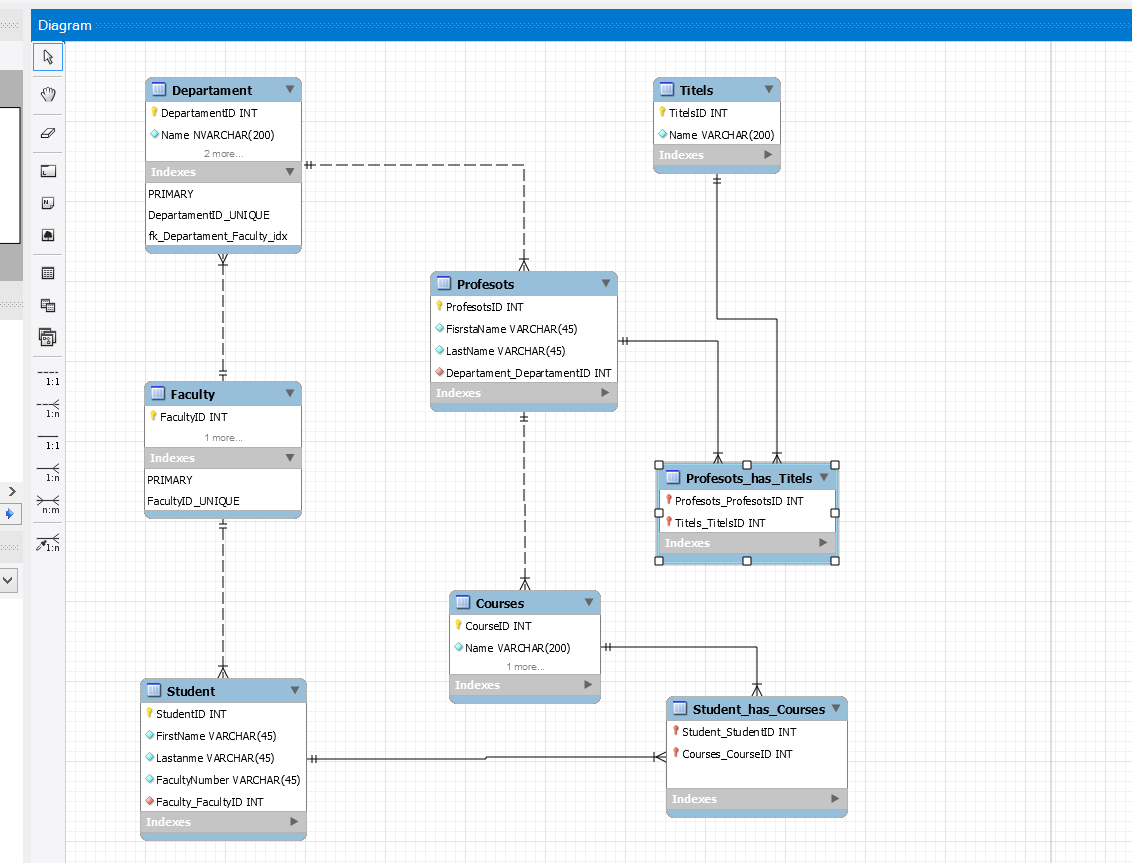 Diagram
Departament
DepartamentID INT
Name NVARCHAR(200)
2 more...
Indexes
PRIMARY
DepartamentID_UNIQUE
fk_Departament_Faculty_idx
Titels
TitelsID INT
Name VARCHAR(200)
Indexes
Profesots
ProfesotsID INT
FisrstaName VARCHAR(45)
LastName VARCHAR(45)
Departament_DepartamentID INT
Indexes
Faculty
FacultyID INT
1 more...
Indexes
PRIMARY
FacultyID_UNIQUE
Profesots_has_Titels
Profesots_ProfesotsID INT
Titels_TitelsID INT
Indexes
Courses
CourseID INT
Name VARCHAR(200)
1 more...
Indexes
Student
StudentID INT
FirstName VARCHAR(45)
Lastanme VARCHAR(45)
FacultyNumber VARCHAR(45)
Faculty_FacultyID INT
Indexes
Student_has_Courses
Student_StudentID INT
Courses_CourseID INT
Indexes
1:1
1:n
1:1
1:n
n:m
1:n